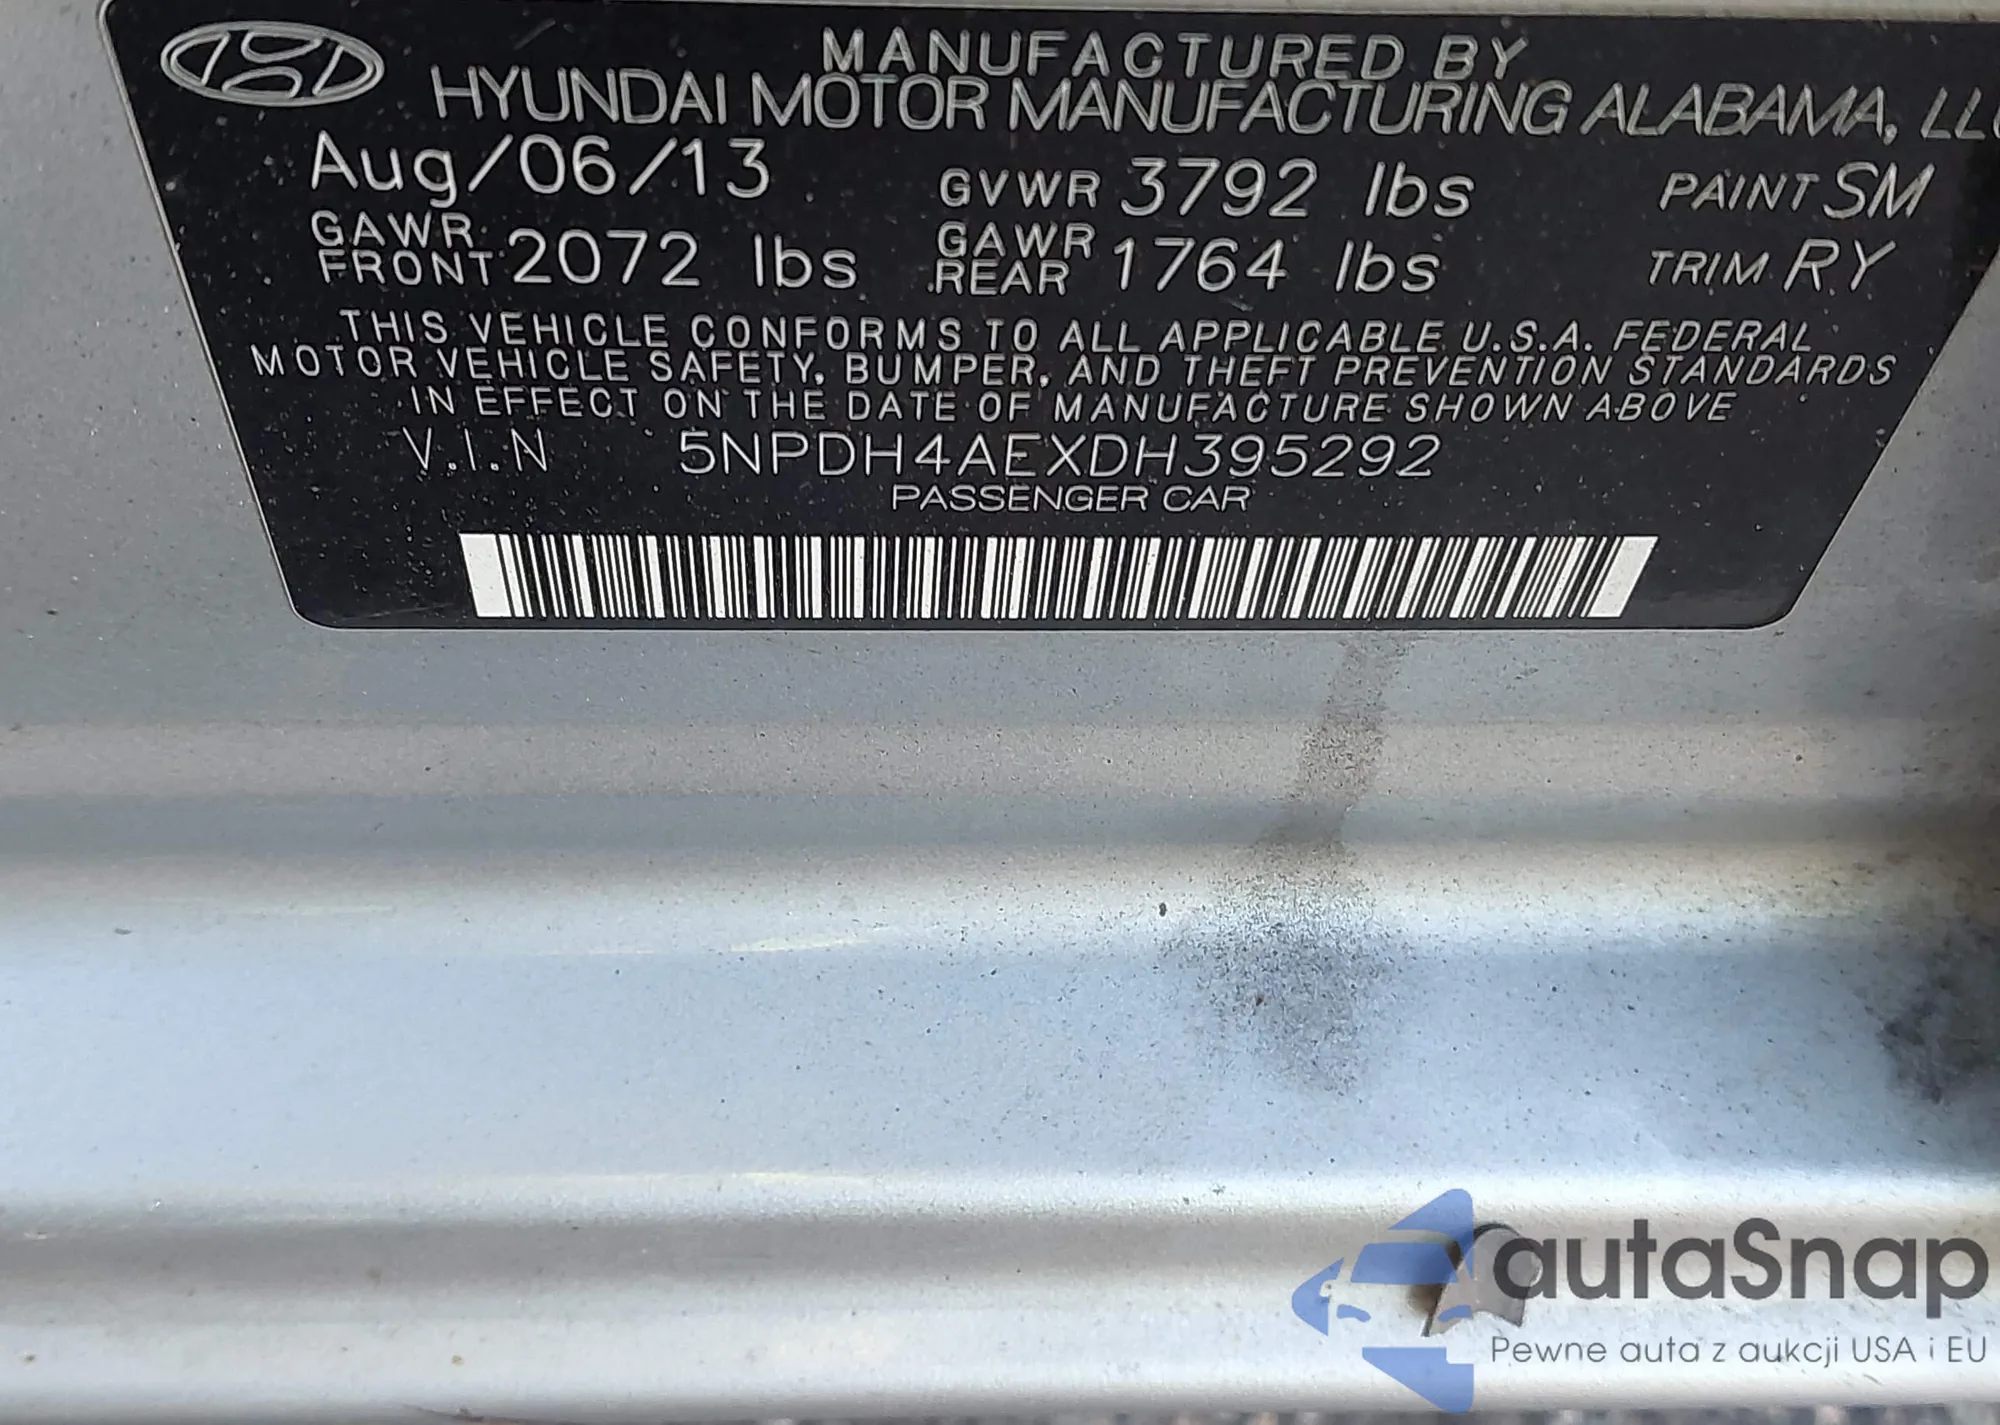 MANUFACTURED BY
HYUNDAI MOTOR MANUFACTURING ALABAMA, LLC
Aug/06/13 GVWR 3792 lbs PAINT SM
GAWR FRONT 2072 lbs GAWR REAR 1764 lbs TRIM RY
THIS VEHICLE CONFORMS TO ALL APPLICABLE U.S.A. FEDERAL
MOTOR VEHICLE SAFETY, BUMPER, AND THEFT PREVENTION STANDARDS
IN EFFECT ON THE DATE OF MANUFACTURE SHOWN ABOVE
V.I.N 5NPDH4AEXDH395292
PASSENGER CAR
autaSnap
Pewne auta z aukcji USA i EU